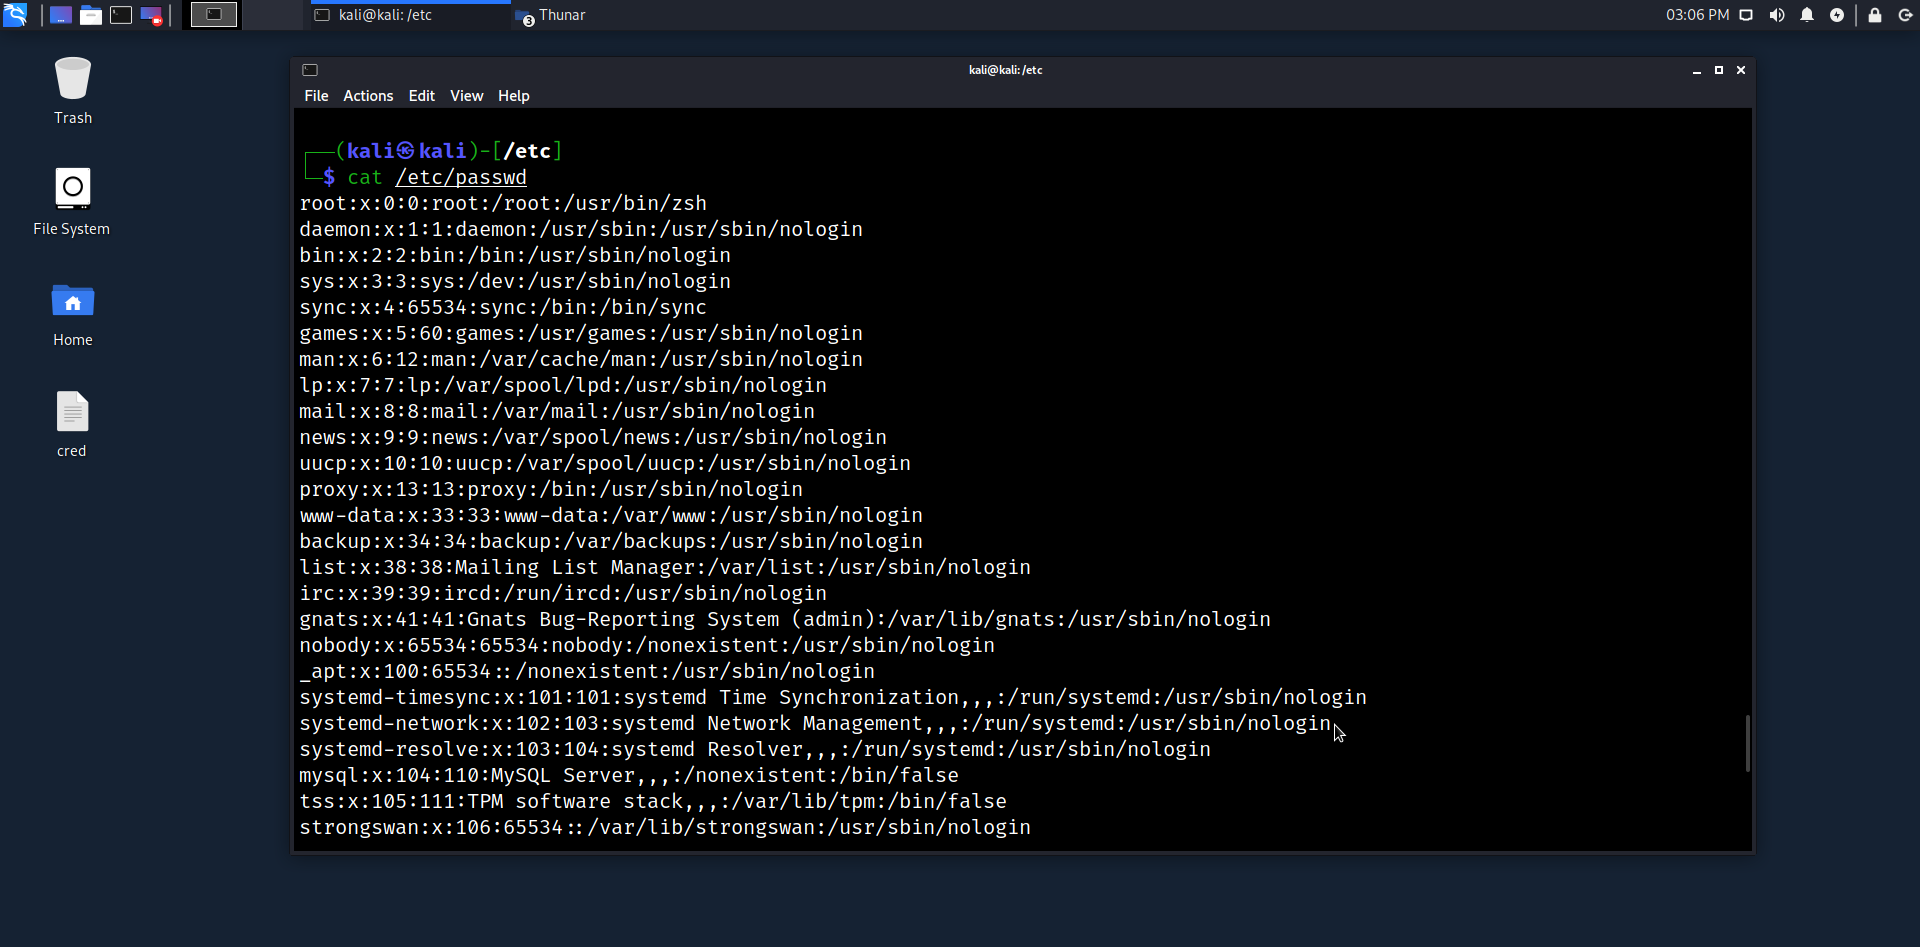 kali@kali: /etc
3 Thunar
03:06 PM
Trash
File System
Home
cred
kali@kali: /etc
File Actions Edit View Help
┌──(kali㉿kali)-[/etc]
└─$ cat /etc/passwd
root:x:0:0:root:/root:/usr/bin/zsh
daemon:x:1:1:daemon:/usr/sbin:/usr/sbin/nologin
bin:x:2:2:bin:/bin:/usr/sbin/nologin
sys:x:3:3:sys:/dev:/usr/sbin/nologin
sync:x:4:65534:sync:/bin:/bin/sync
games:x:5:60:games:/usr/games:/usr/sbin/nologin
man:x:6:12:man:/var/cache/man:/usr/sbin/nologin
lp:x:7:7:lp:/var/spool/lpd:/usr/sbin/nologin
mail:x:8:8:mail:/var/mail:/usr/sbin/nologin
news:x:9:9:news:/var/spool/news:/usr/sbin/nologin
uucp:x:10:10:uucp:/var/spool/uucp:/usr/sbin/nologin
proxy:x:13:13:proxy:/bin:/usr/sbin/nologin
www-data:x:33:33:www-data:/var/www:/usr/sbin/nologin
backup:x:34:34:backup:/var/backups:/usr/sbin/nologin
list:x:38:38:Mailing List Manager:/var/list:/usr/sbin/nologin
irc:x:39:39:ircd:/run/ircd:/usr/sbin/nologin
gnats:x:41:41:Gnats Bug-Reporting System (admin):/var/lib/gnats:/usr/sbin/nologin
nobody:x:65534:65534:nobody:/nonexistent:/usr/sbin/nologin
_apt:x:100:65534::/nonexistent:/usr/sbin/nologin
systemd-timesync:x:101:101:systemd Time Synchronization,,,:/run/systemd:/usr/sbin/nologin
systemd-network:x:102:103:systemd Network Management,,,:/run/systemd:/usr/sbin/nologin
systemd-resolve:x:103:104:systemd Resolver,,,:/run/systemd:/usr/sbin/nologin
mysql:x:104:110:MySQL Server,,,:/nonexistent:/bin/false
tss:x:105:111:TPM software stack,,,:/var/lib/tpm:/bin/false
strongswan:x:106:65534::/var/lib/strongswan:/usr/sbin/nologin